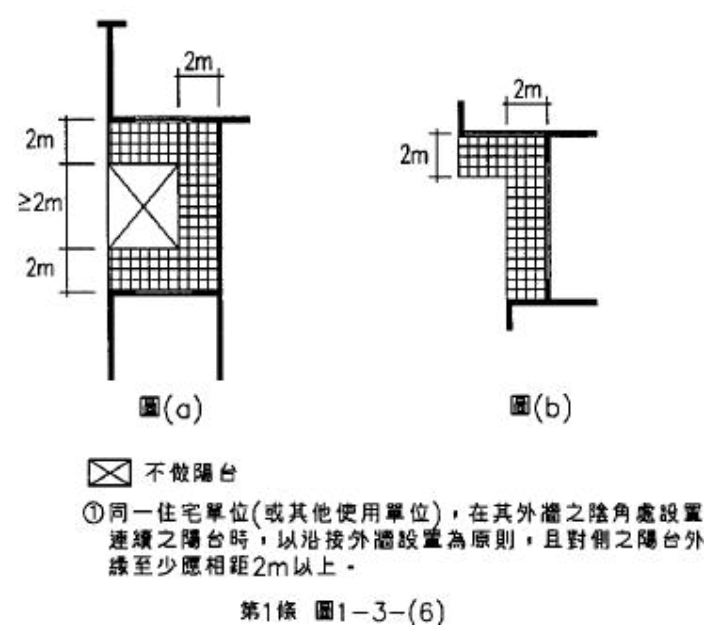 2m
2m
2m
2m
≥2m
2m
圖(a)
圖(b)
不做陽台
①同一住宅單位(或其他使用單位)，在其外牆之陰角處設置
連續之陽台時，以沿接外牆設置為原則，且對側之陽台外
緣至少應相距2m以上。
第1條 圖1-3-(6)